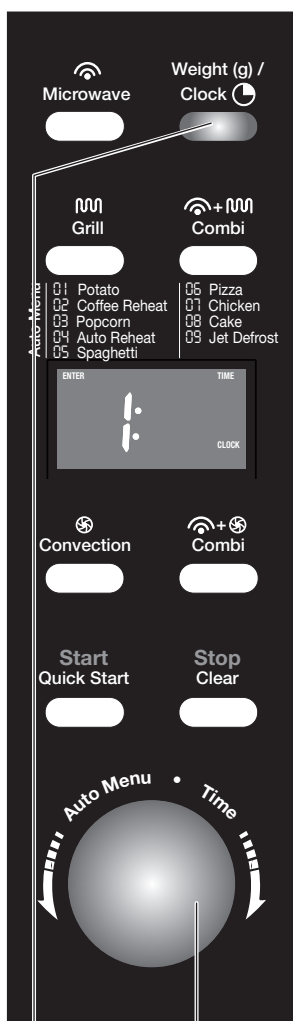 Microwave
Weight (g) /
Clock
Grill
+
Combi
Auto Menu
01 Potato
02 Coffee Reheat
03 Popcorn
04 Auto Reheat
05 Spaghetti
06 Pizza
07 Chicken
08 Cake
09 Jet Defrost
ENTER
TIME
1:
CLOCK
Convection
+
Combi
Start
Quick Start
Stop
Clear
Auto Menu • Time